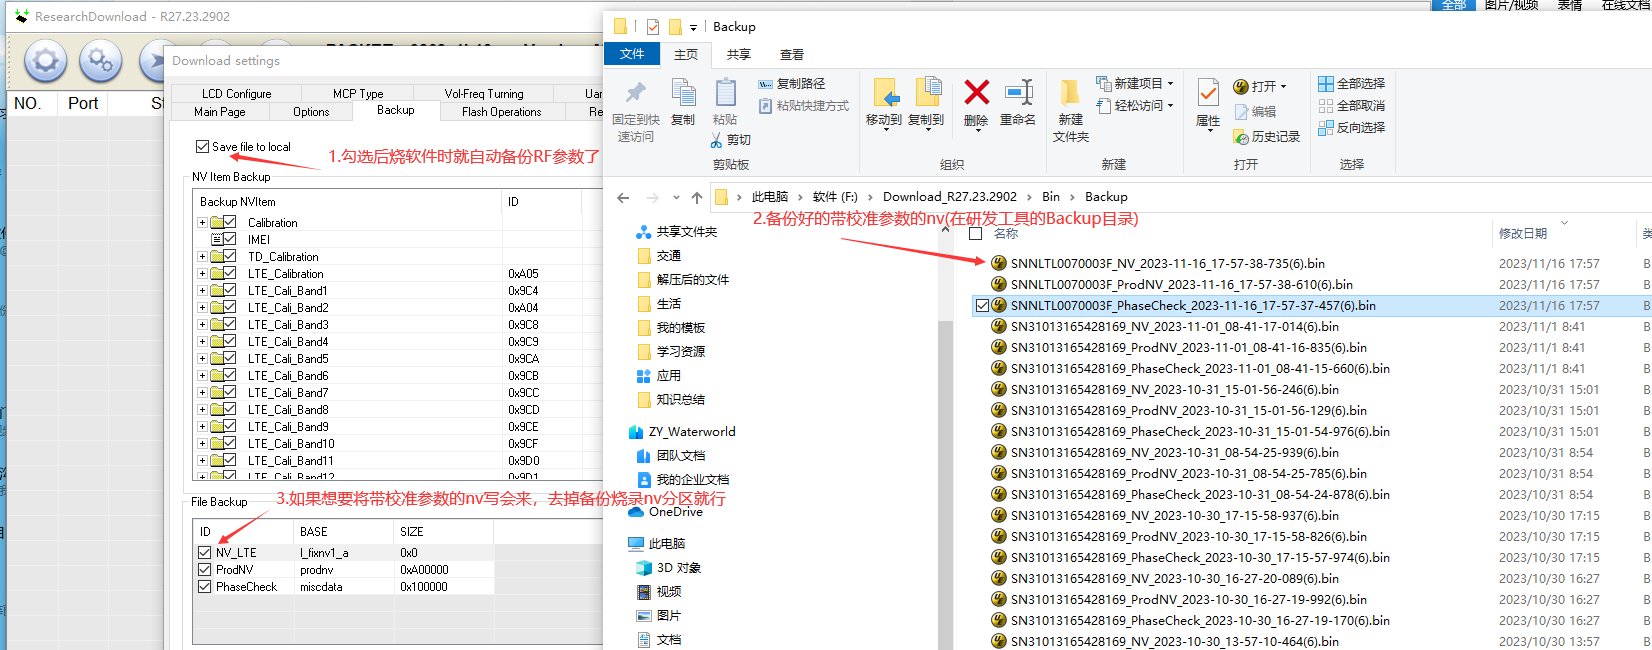 ResearchDownload - R27.23.2902
NO.
Port
St
Download settings
LCD Configure
MCP Type
Vol-Freq Tuning
Uar
Main Page
Options
Backup
Flash Operations
Re
Save file to local
1.勾选后烧软件时就自动备份RF参数了
NV Item Backup
Backup NVItem
ID
Calibration
IMEI
TD_Calibration
LTE_Calibration 0xA05
LTE_Cali_Band1 0x9C4
LTE_Cali_Band2 0xA04
LTE_Cali_Band3 0x9C8
LTE_Cali_Band4 0x9C9
LTE_Cali_Band5 0x9CA
LTE_Cali_Band6 0x9CB
LTE_Cali_Band7 0x9CC
LTE_Cali_Band8 0x9CD
LTE_Cali_Band9 0x9CE
LTE_Cali_Band10 0x9CF
LTE_Cali_Band11 0x9D0
LTE_Cali_Band12 0x9D1
3.如果想要将带校准参数的nv写会来，去掉备份烧录nv分区就行
File Backup
ID BASE SIZE
NV_LTE l_fixnv1_a 0x0
ProdNV prodnv 0xA00000
PhaseCheck miscdata 0x100000
全部
图片/视频
表情
在线文档
Backup
文件
主页
共享
查看
固定到快
速访问
复制
粘贴
复制路径
粘贴快捷方式
剪切
剪贴板
移动到
复制到
删除
重命名
组织
新建
文件夹
新建项目
轻松访问
新建
属性
打开
编辑
历史记录
打开
全部选择
全部取消
反向选择
选择
此电脑
软件 (F:)
Download_R27.23.2902
Bin
Backup
2.备份好的带校准参数的nv(在研发工具的Backup目录)
共享文件夹
交通
解压后的文件
生活
我的模板
学习资源
应用
知识总结
ZY_Waterworld
团队文档
我的企业文档
OneDrive
此电脑
3D 对象
视频
图片
文档
名称
修改日期
类
SNNLTL0070003F_NV_2023-11-16_17-57-38-735(6).bin 2023/11/16 17:57 B
SNNLTL0070003F_ProdNV_2023-11-16_17-57-38-610(6).bin 2023/11/16 17:57 B
SNNLTL0070003F_PhaseCheck_2023-11-16_17-57-37-457(6).bin 2023/11/16 17:57 B
SN31013165428169_NV_2023-11-01_08-41-17-014(6).bin 2023/11/1 8:41 B
SN31013165428169_ProdNV_2023-11-01_08-41-16-835(6).bin 2023/11/1 8:41 B
SN31013165428169_PhaseCheck_2023-11-01_08-41-15-660(6).bin 2023/11/1 8:41 B
SN31013165428169_NV_2023-10-31_15-01-56-246(6).bin 2023/10/31 15:01 B
SN31013165428169_ProdNV_2023-10-31_15-01-56-129(6).bin 2023/10/31 15:01 B
SN31013165428169_PhaseCheck_2023-10-31_15-01-54-976(6).bin 2023/10/31 15:01 B
SN31013165428169_NV_2023-10-31_08-54-25-939(6).bin 2023/10/31 8:54 B
SN31013165428169_ProdNV_2023-10-31_08-54-25-785(6).bin 2023/10/31 8:54 B
SN31013165428169_PhaseCheck_2023-10-31_08-54-24-878(6).bin 2023/10/31 8:54 B
SN31013165428169_NV_2023-10-30_17-15-58-937(6).bin 2023/10/30 17:15 B
SN31013165428169_ProdNV_2023-10-30_17-15-58-826(6).bin 2023/10/30 17:15 B
SN31013165428169_PhaseCheck_2023-10-30_17-15-57-974(6).bin 2023/10/30 17:15 B
SN31013165428169_NV_2023-10-30_16-27-20-089(6).bin 2023/10/30 16:27 B
SN31013165428169_ProdNV_2023-10-30_16-27-19-992(6).bin 2023/10/30 16:27 B
SN31013165428169_PhaseCheck_2023-10-30_16-27-19-170(6).bin 2023/10/30 16:27 B
SN31013165428169_NV_2023-10-30_13-57-10-464(6).bin 2023/10/30 13:57 B